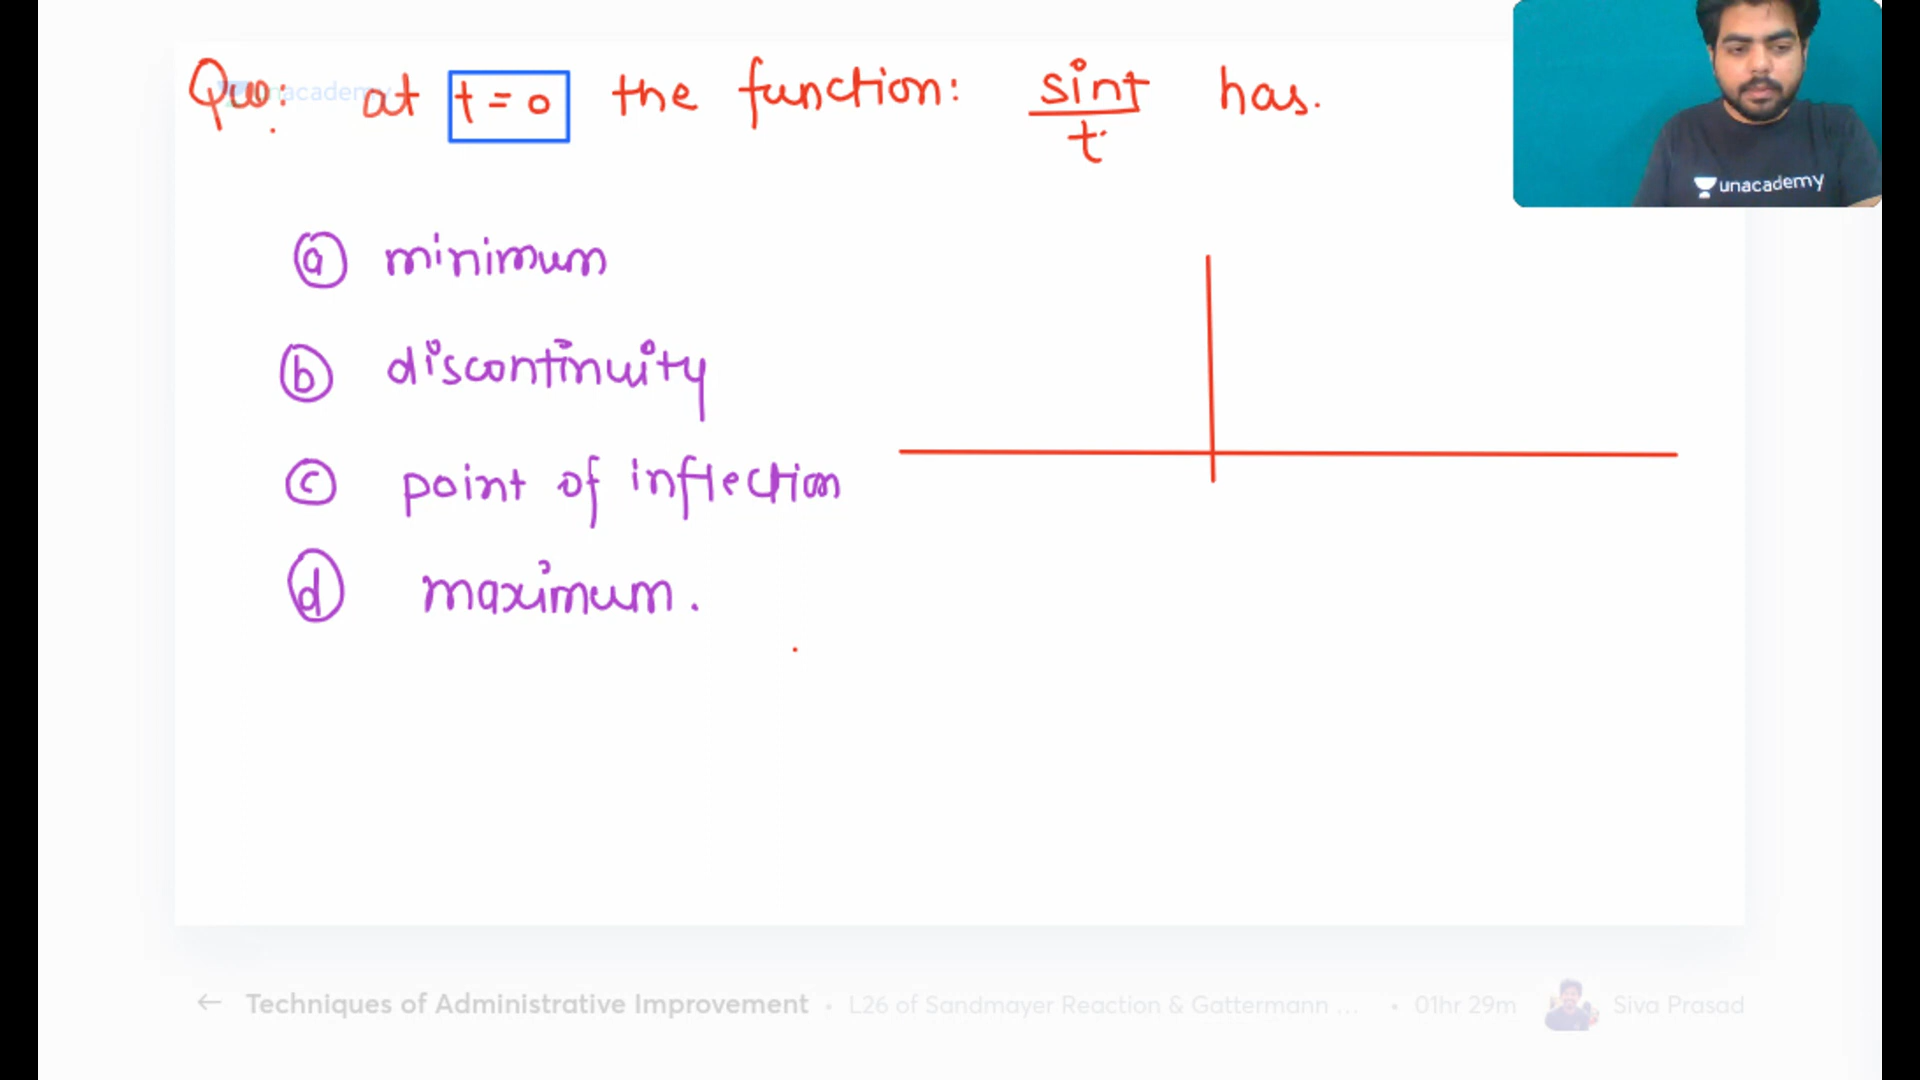 Que: at t = 0 the function: sint/t has.
unacademy
unacademy
(a) minimum
(b) discontinuity
(c) point of inflection
(d) maximum.
← Techniques of Administrative Improvement • L26 of Sandmayer Reaction & Gattermann ... • 01hr 29m Siva Prasad